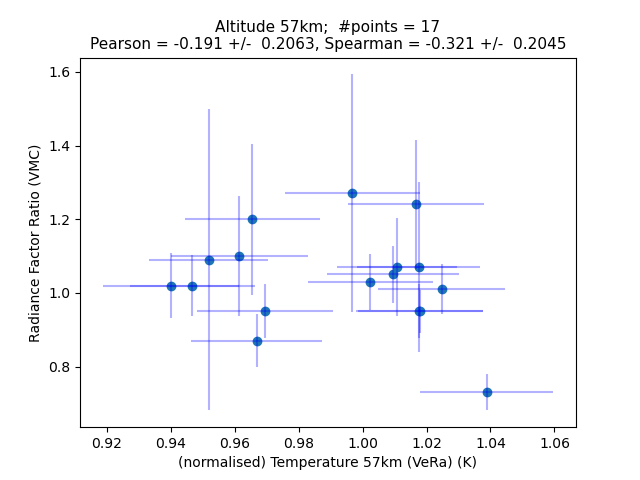 Altitude 57km;  #points = 17
Pearson = -0.191 +/-  0.2063, Spearman = -0.321 +/-  0.2045
Radiance Factor Ratio (VMC)
1.6
1.4
1.2
1.0
0.8
0.92 0.94 0.96 0.98 1.00 1.02 1.04 1.06
(normalised) Temperature 57km (VeRa) (K)